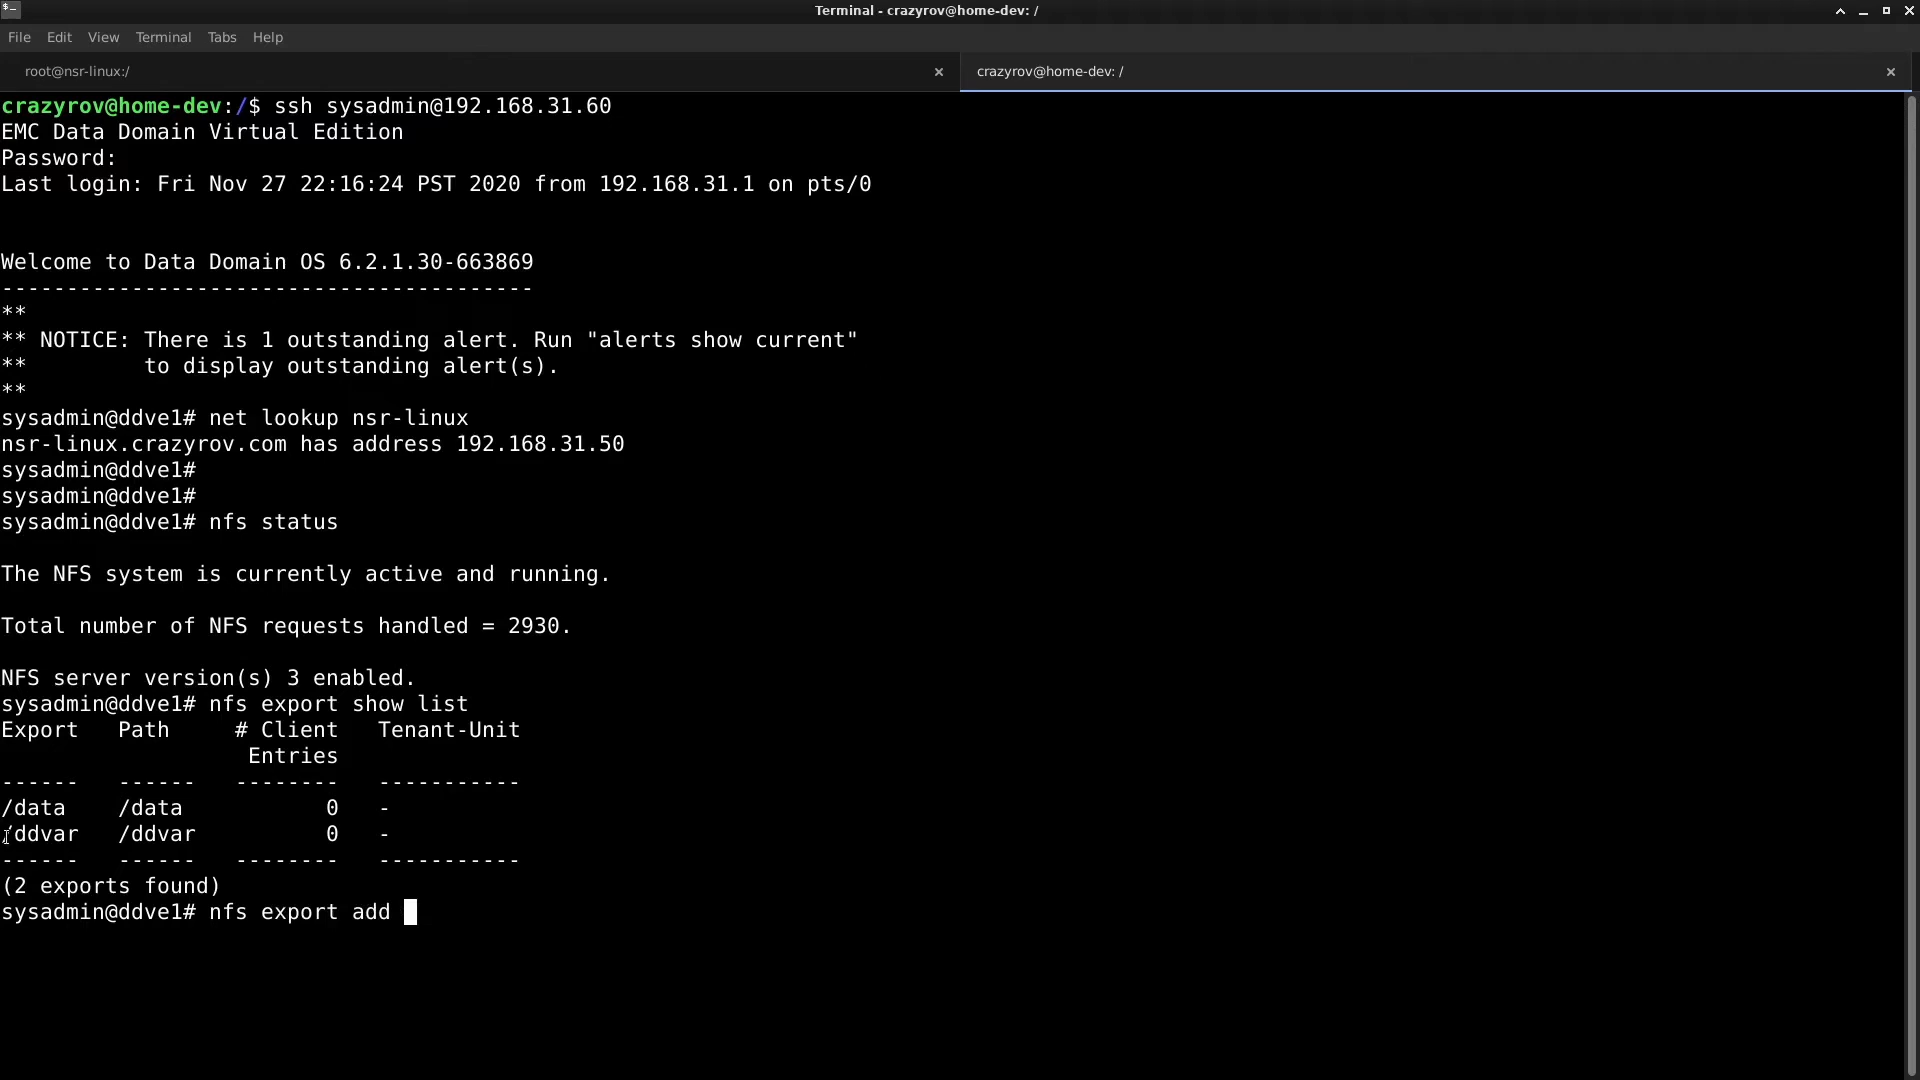 Terminal - crazyrov@home-dev: /
File Edit View Terminal Tabs Help
root@nsr-linux:/
crazyrov@home-dev: /
crazyrov@home-dev:/$ ssh sysadmin@192.168.31.60
EMC Data Domain Virtual Edition
Password:
Last login: Fri Nov 27 22:16:24 PST 2020 from 192.168.31.1 on pts/0
Welcome to Data Domain OS 6.2.1.30-663869
-----------------------------------------
**
** NOTICE: There is 1 outstanding alert. Run "alerts show current"
**         to display outstanding alert(s).
**
sysadmin@ddve1# net lookup nsr-linux
nsr-linux.crazyrov.com has address 192.168.31.50
sysadmin@ddve1#
sysadmin@ddve1#
sysadmin@ddve1# nfs status
The NFS system is currently active and running.
Total number of NFS requests handled = 2930.
NFS server version(s) 3 enabled.
sysadmin@ddve1# nfs export show list
Export   Path     # Client   Tenant-Unit
                   Entries
------   ------   --------   -----------
/data    /data           0   -
/ddvar   /ddvar          0   -
------   ------   --------   -----------
(2 exports found)
sysadmin@ddve1# nfs export add